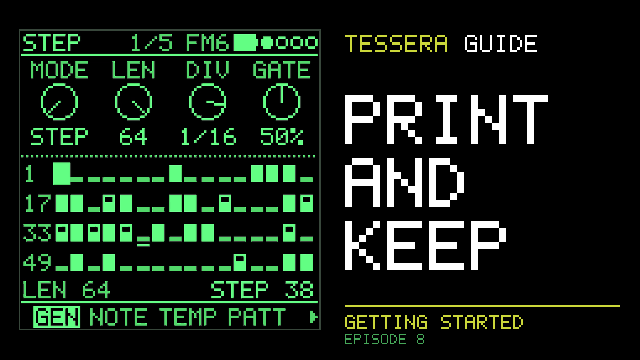 STEP 1/5 FM6
MODE LEN DIV GATE
STEP 64 1/16 50%
1
17
33
49
LEN 64 STEP 38
GEN NOTE TEMP PATT
TESSERA GUIDE
PRINT
AND
KEEP
GETTING STARTED
EPISODE 8